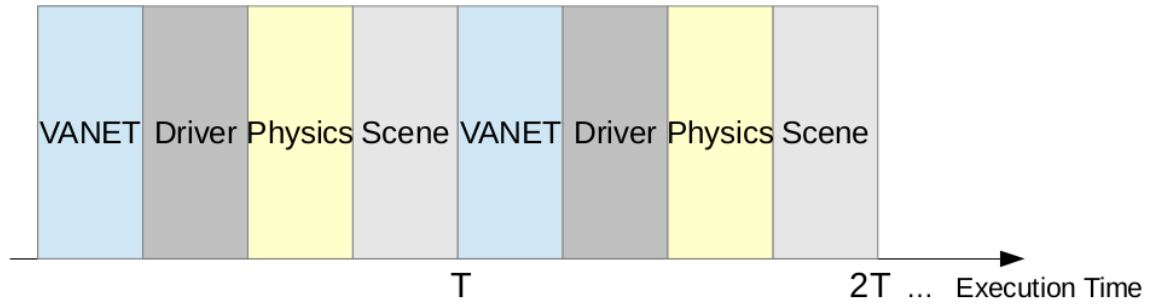 VANET Driver Physics Scene VANET Driver Physics Scene
T 2T ... Execution Time